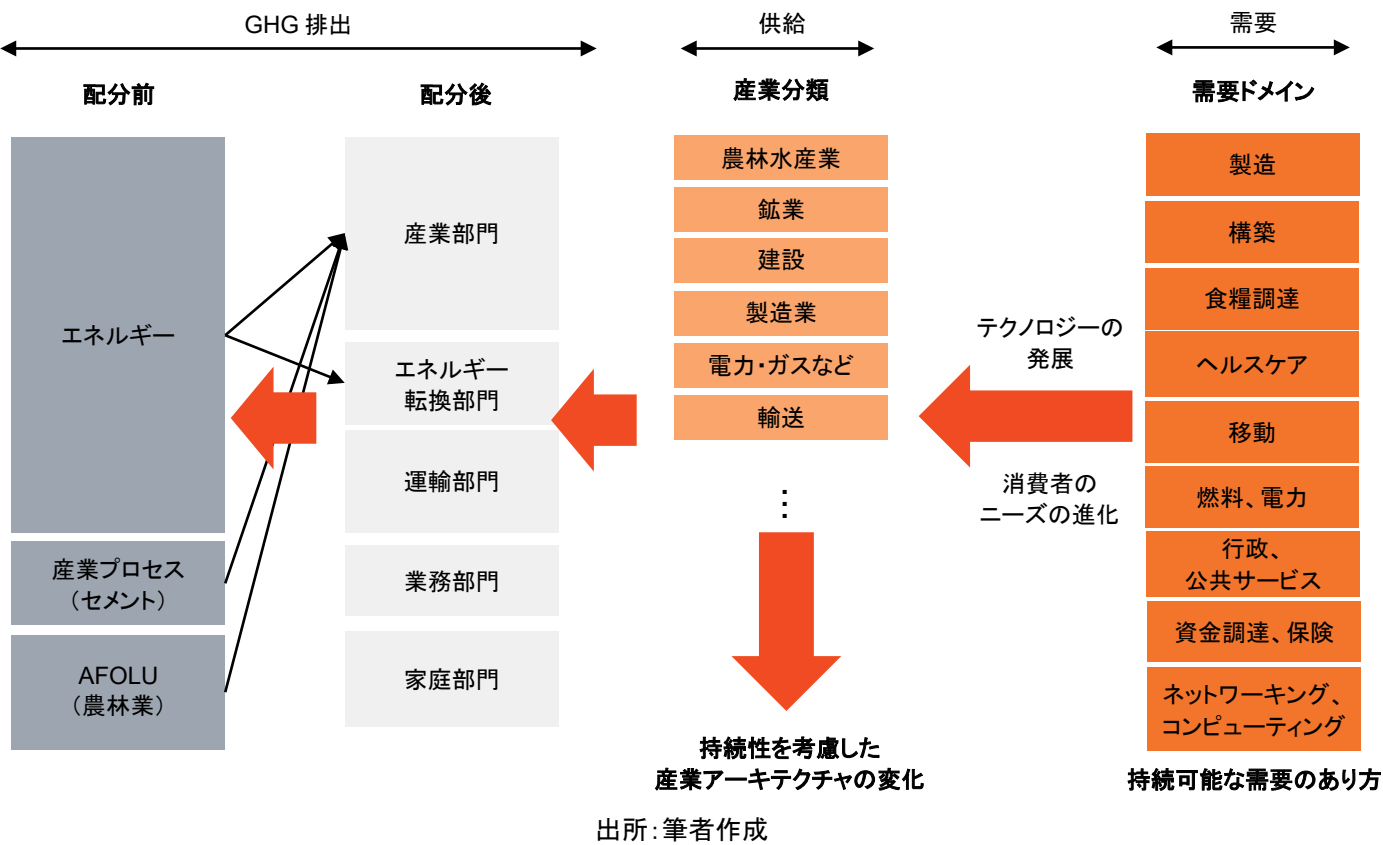 GHG 排出
供給
需要
配分前
配分後
産業分類
需要ドメイン
エネルギー
産業プロセス
（セメント）
AFOLU
（農林業）
産業部門
エネルギー
転換部門
運輸部門
業務部門
家庭部門
農林水産業
鉱業
建設
製造業
電力・ガスなど
輸送
⋮
持続性を考慮した
産業アーキテクチャの変化
テクノロジーの
発展
消費者の
ニーズの進化
製造
構築
食糧調達
ヘルスケア
移動
燃料、電力
行政、
公共サービス
資金調達、保険
ネットワーキング、
コンピューティング
持続可能な需要のあり方
出所：筆者作成